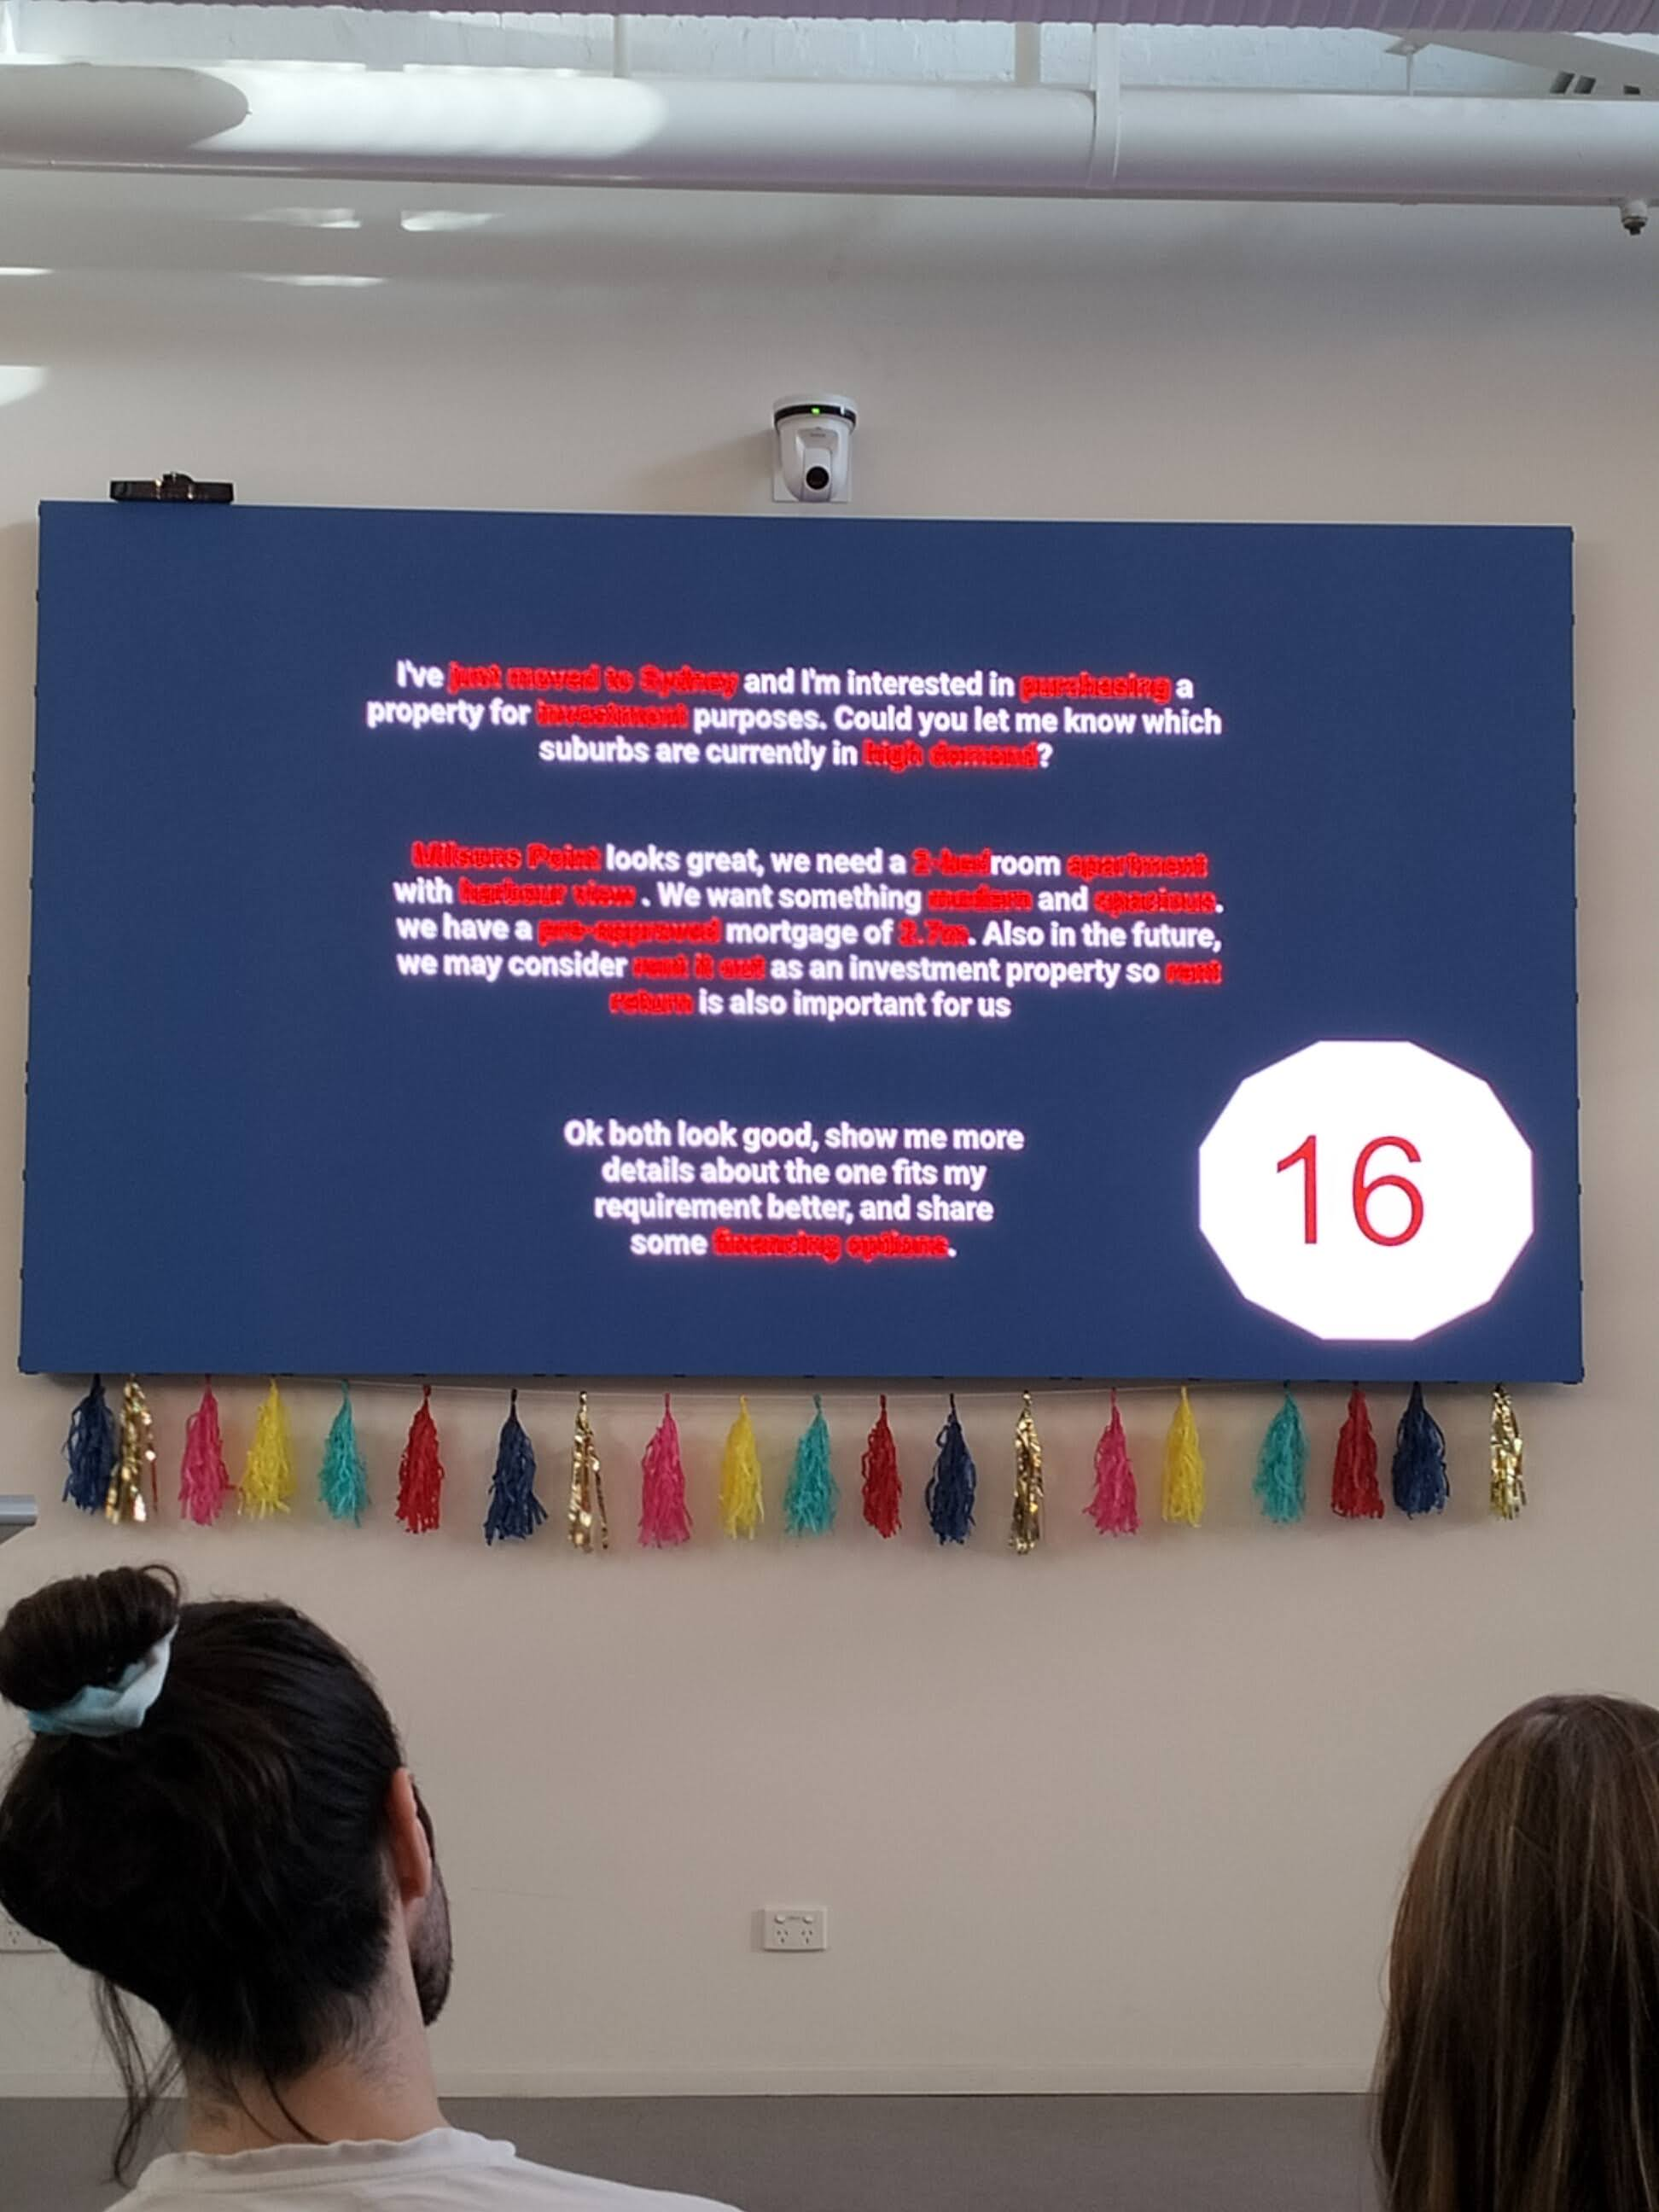 I've just moved to Sydney and I'm interested in purchasing a
property for investment purposes. Could you let me know which
suburbs are currently in high demand?
Milsons Point looks great, we need a 2-bedroom apartment
with harbour view . We want something modern and spacious.
we have a pre-approved mortgage of 2.7m. Also in the future,
we may consider rent it out as an investment property so rent
return is also important for us
Ok both look good, show me more
details about the one fits my
requirement better, and share
some financing options.
16